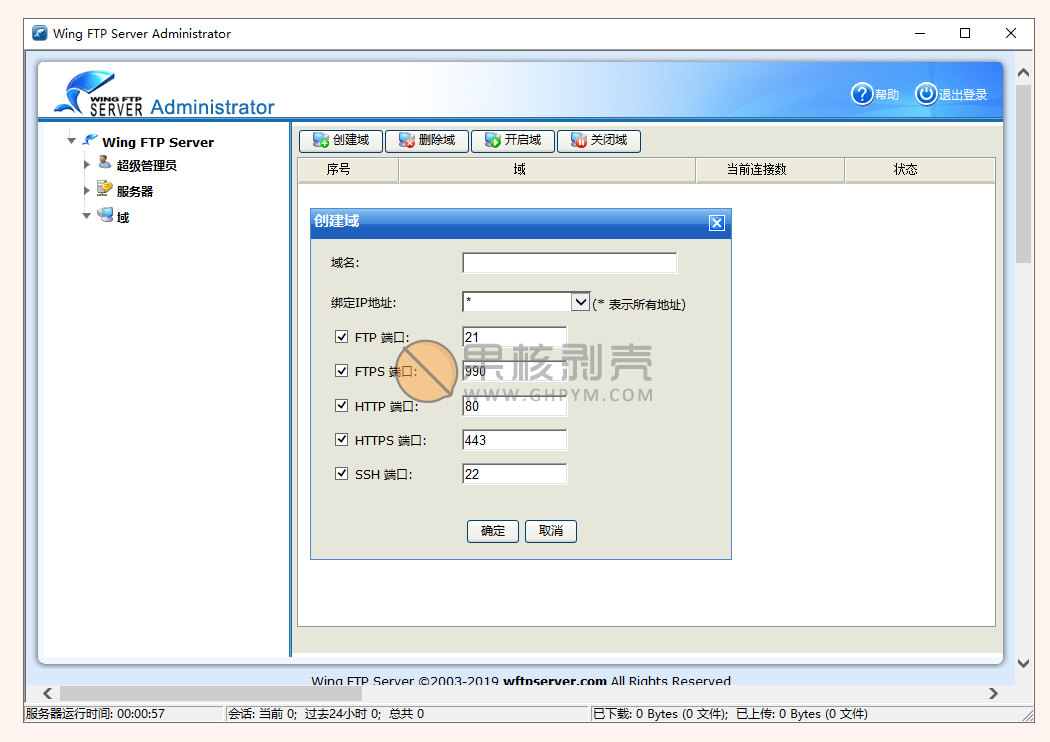 Wing FTP Server Administrator
WING FTP
SERVER Administrator
帮助 退出登录
Wing FTP Server
超级管理员
服务器
域
创建域 删除域 开启域 关闭域
序号 域 当前连接数 状态
创建域
域名:
绑定IP地址: * (* 表示所有地址)
FTP 端口: 21
FTPS 端口: 990
HTTP 端口: 80
HTTPS 端口: 443
SSH 端口: 22
果核剥壳
WWW.GHPYM.COM
确定 取消
Wing FTP Server ©2003-2019 wftpserver.com All Rights Reserved
服务器运行时间: 00:00:57 会话: 当前 0; 过去24小时 0; 总共 0 已下载: 0 Bytes (0 文件); 已上传: 0 Bytes (0 文件)